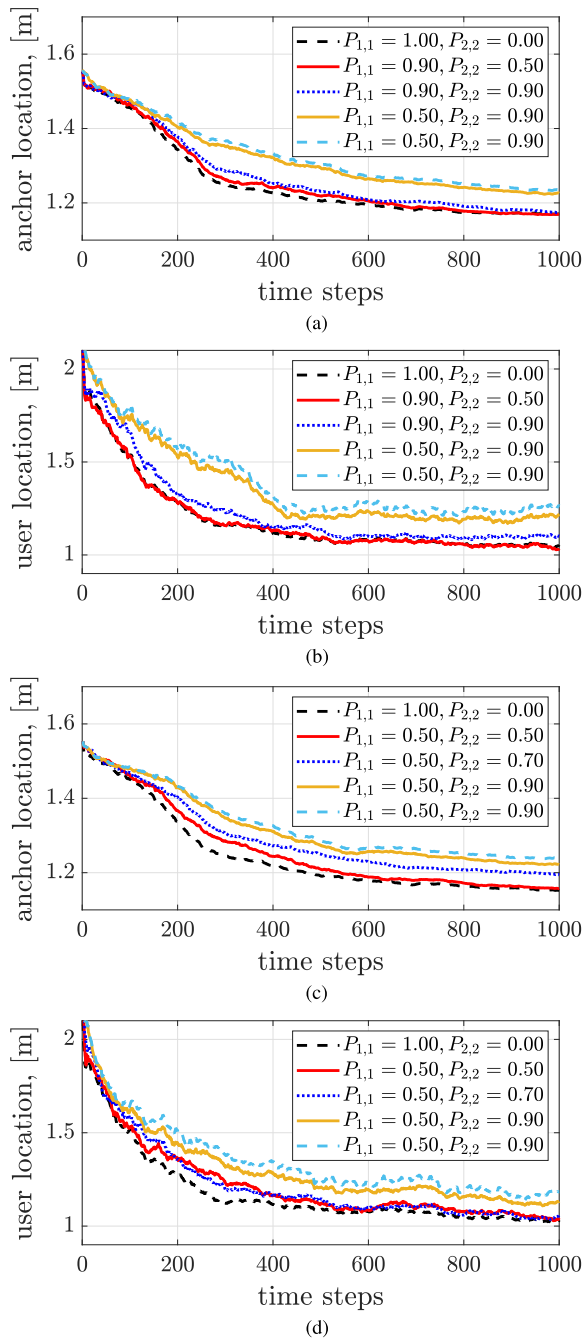 anchor location, [m]
1.6
1.4
1.2
P1,1 = 1.00, P2,2 = 0.00
P1,1 = 0.90, P2,2 = 0.50
P1,1 = 0.90, P2,2 = 0.90
P1,1 = 0.50, P2,2 = 0.90
P1,1 = 0.50, P2,2 = 0.90
0 200 400 600 800 1000
time steps
(a)
user location, [m]
2
1.5
1
P1,1 = 1.00, P2,2 = 0.00
P1,1 = 0.90, P2,2 = 0.50
P1,1 = 0.90, P2,2 = 0.90
P1,1 = 0.50, P2,2 = 0.90
P1,1 = 0.50, P2,2 = 0.90
0 200 400 600 800 1000
time steps
(b)
anchor location, [m]
1.6
1.4
1.2
P1,1 = 1.00, P2,2 = 0.00
P1,1 = 0.50, P2,2 = 0.50
P1,1 = 0.50, P2,2 = 0.70
P1,1 = 0.50, P2,2 = 0.90
P1,1 = 0.50, P2,2 = 0.90
0 200 400 600 800 1000
time steps
(c)
user location, [m]
2
1.5
1
P1,1 = 1.00, P2,2 = 0.00
P1,1 = 0.50, P2,2 = 0.50
P1,1 = 0.50, P2,2 = 0.70
P1,1 = 0.50, P2,2 = 0.90
P1,1 = 0.50, P2,2 = 0.90
0 200 400 600 800 1000
time steps
(d)